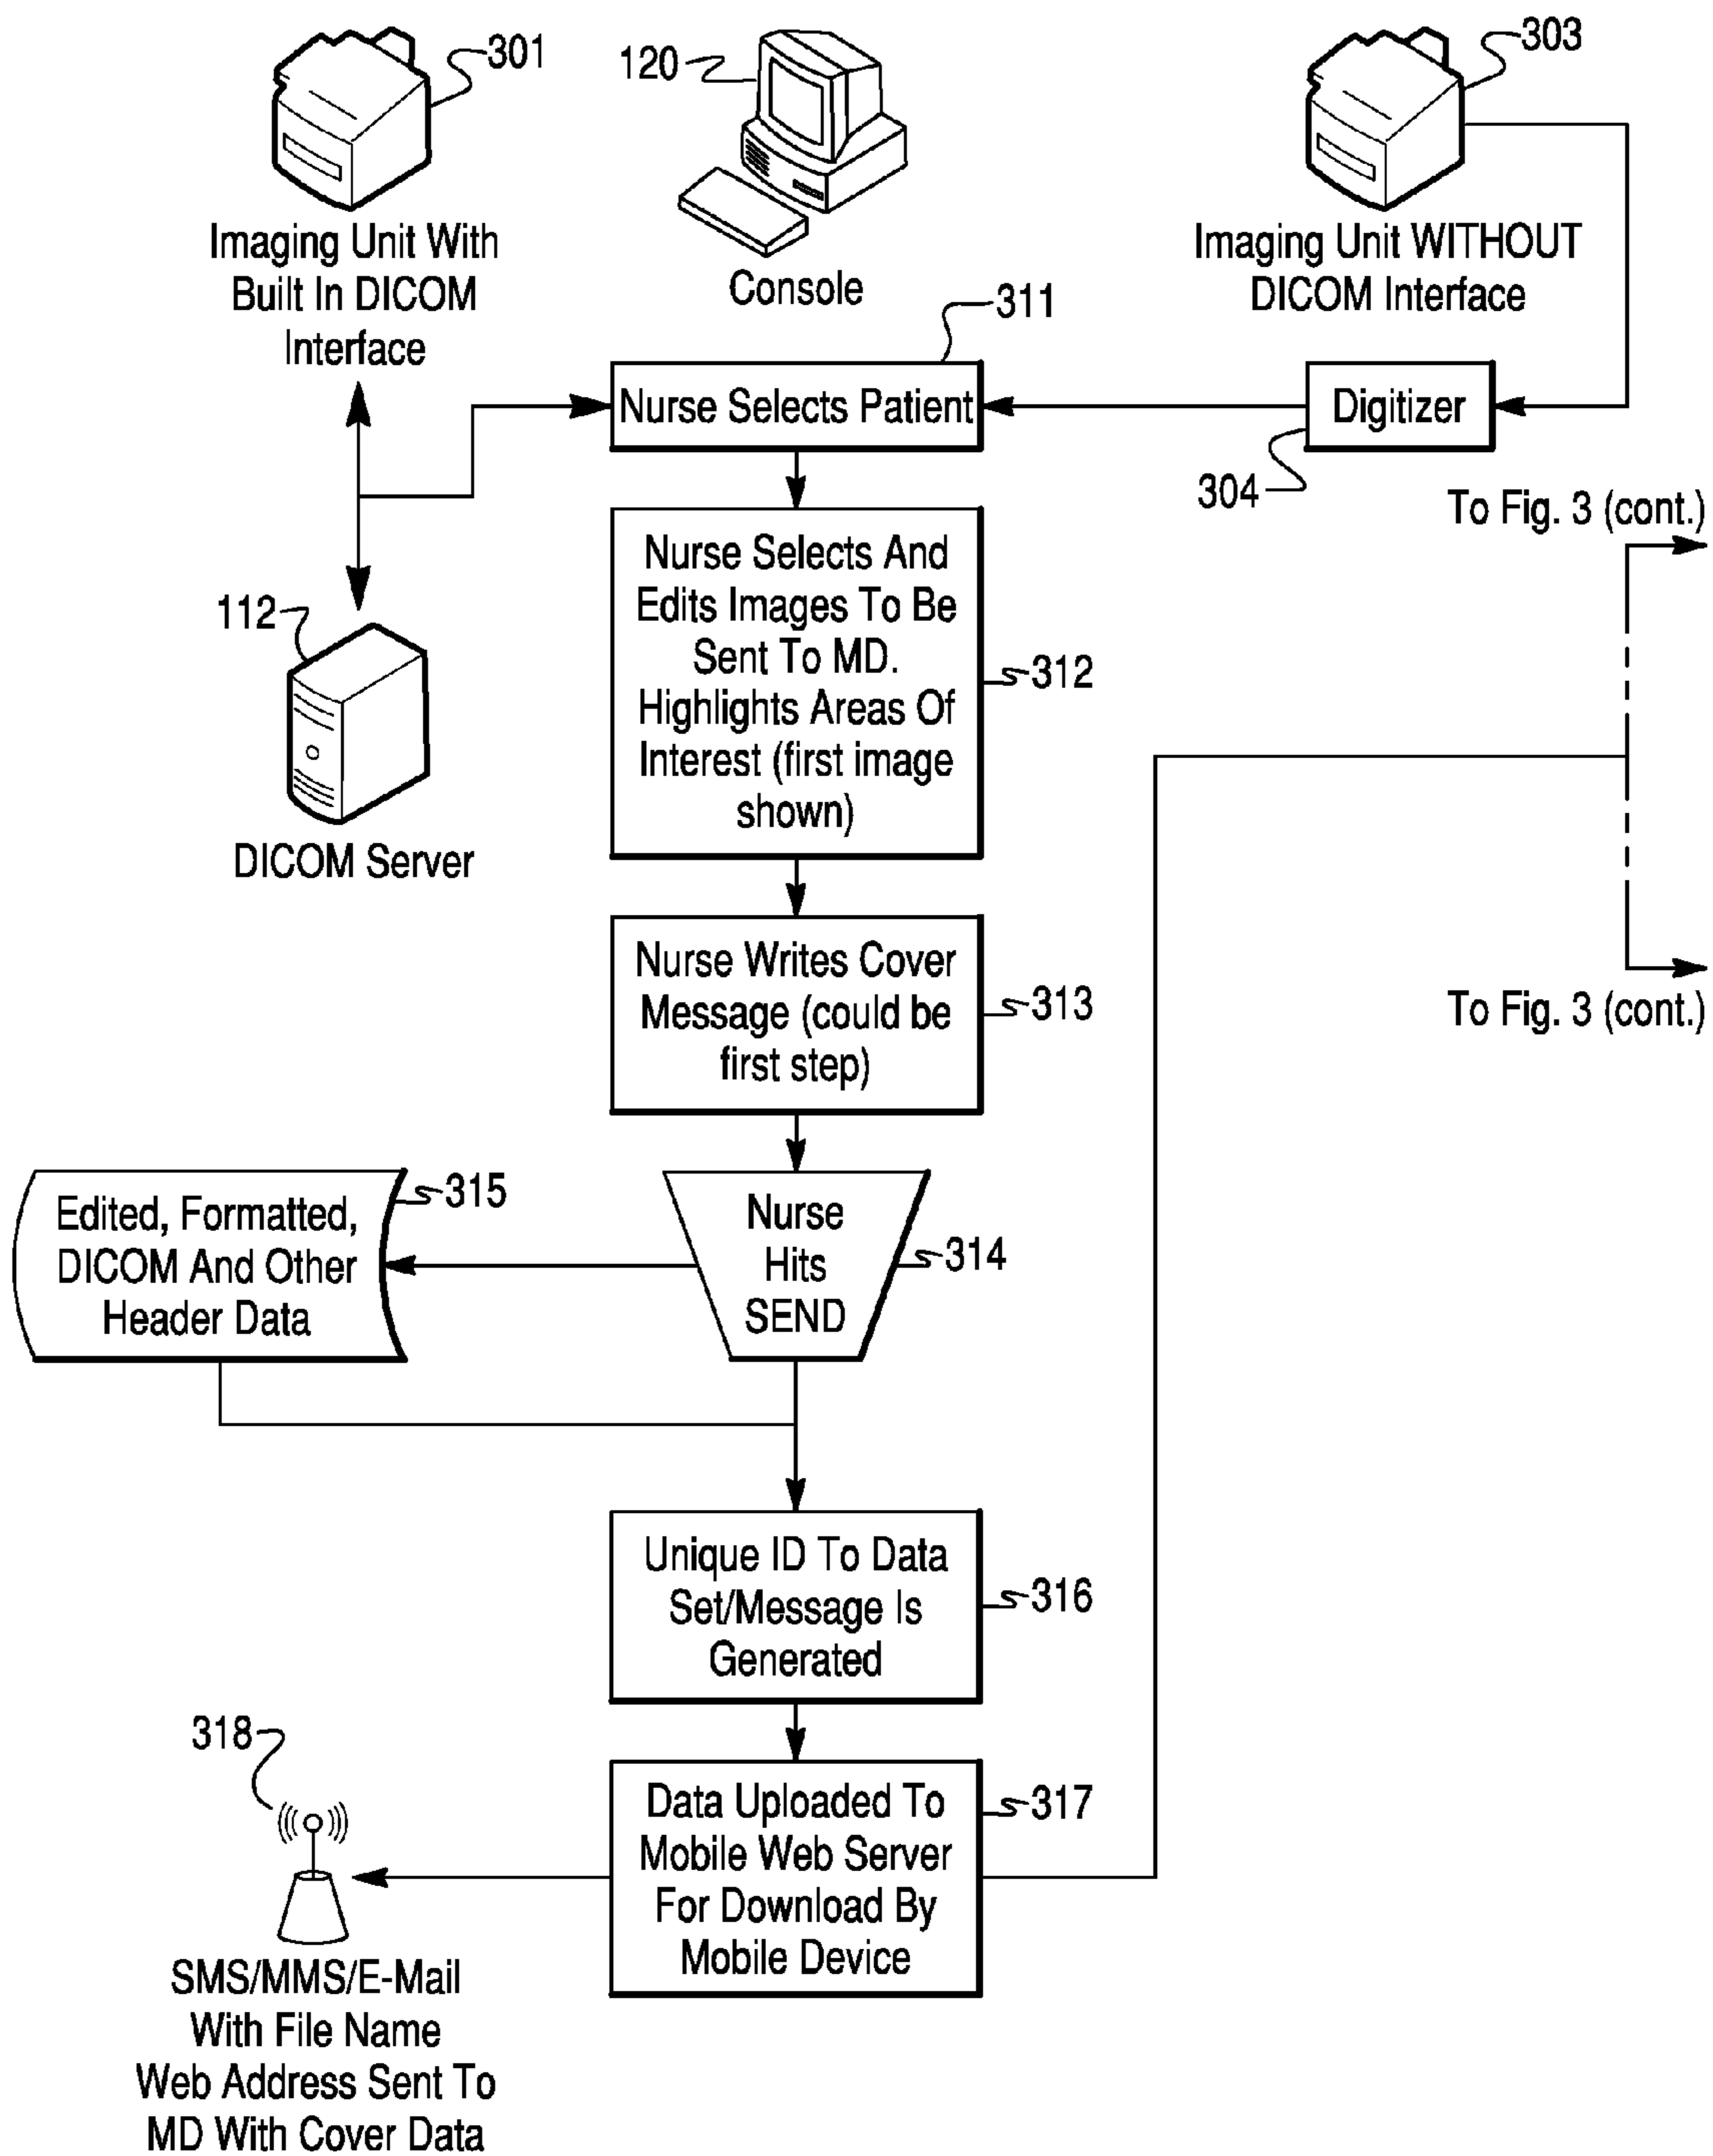 301
120
303
Imaging Unit With
Built In DICOM
Interface
Console
Imaging Unit WITHOUT
DICOM Interface
311
Nurse Selects Patient
Digitizer
304
To Fig. 3 (cont.)
112
DICOM Server
Nurse Selects And
Edits Images To Be
Sent To MD.
Highlights Areas Of
Interest (first image
shown)
312
Nurse Writes Cover
Message (could be
first step)
313
To Fig. 3 (cont.)
Edited, Formatted,
DICOM And Other
Header Data
315
Nurse
Hits
SEND
314
Unique ID To Data
Set/Message Is
Generated
316
318
Data Uploaded To
Mobile Web Server
For Download By
Mobile Device
317
SMS/MMS/E-Mail
With File Name
Web Address Sent To
MD With Cover Data